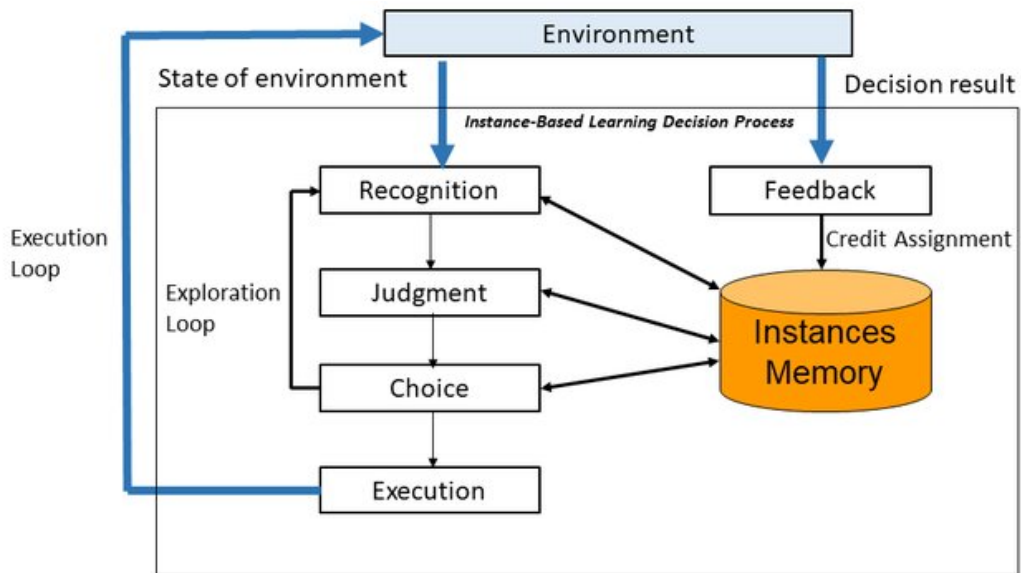 Environment
State of environment
Decision result
Instance-Based Learning Decision Process
Recognition
Feedback
Execution
Loop
Credit Assignment
Exploration
Loop
Judgment
Instances
Memory
Choice
Execution